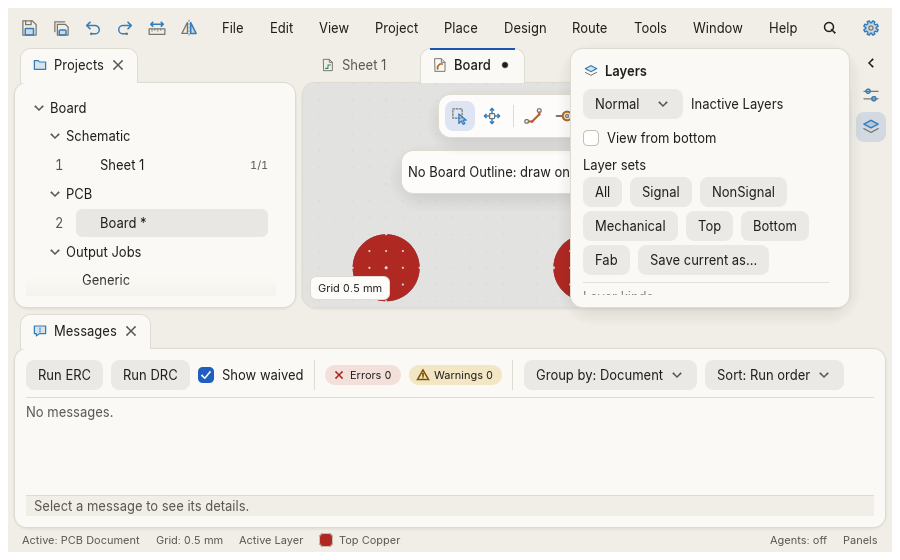 File Edit View Project Place Design Route Tools Window Help
Projects
Board
Schematic
1 Sheet 1 1/1
PCB
2 Board *
Output Jobs
Generic
Sheet 1
Board
No Board Outline: draw on
Grid 0.5 mm
Layers
Normal Inactive Layers
View from bottom
Layer sets
All Signal NonSignal
Mechanical Top Bottom
Fab Save current as...
Messages
Run ERC Run DRC Show waived Errors 0 Warnings 0 Group by: Document Sort: Run order
No messages.
Select a message to see its details.
Active: PCB Document Grid: 0.5 mm Active Layer Top Copper Agents: off Panels